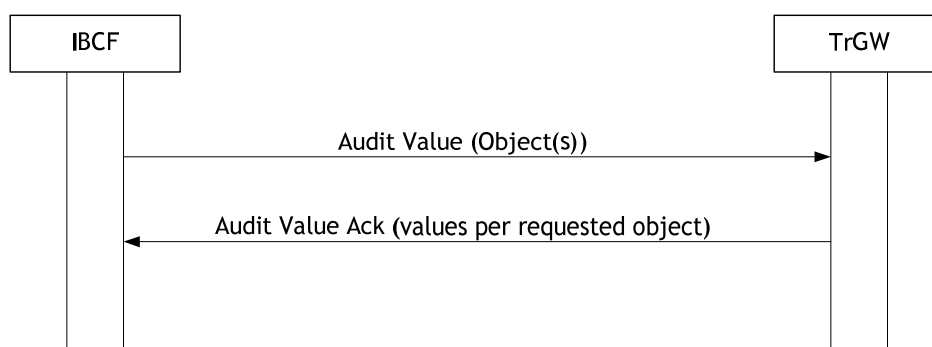 IBCF
TrGW
Audit Value (Object(s))
Audit Value Ack (values per requested object)